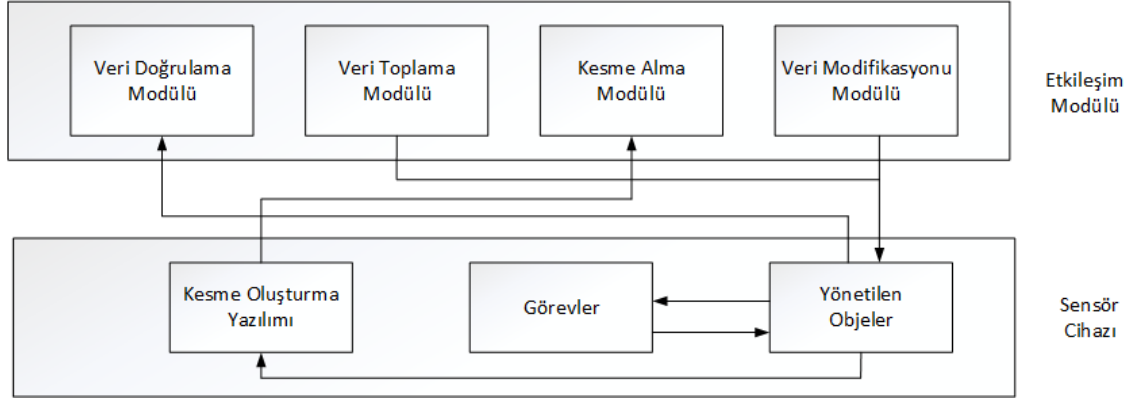 Veri Doğrulama
Modülü
Veri Toplama
Modülü
Kesme Alma
Modülü
Veri Modifikasyonu
Modülü
Etkileşim
Modülü
Kesme Oluşturma
Yazılımı
Görevler
Yönetilen
Objeler
Sensör
Cihazı